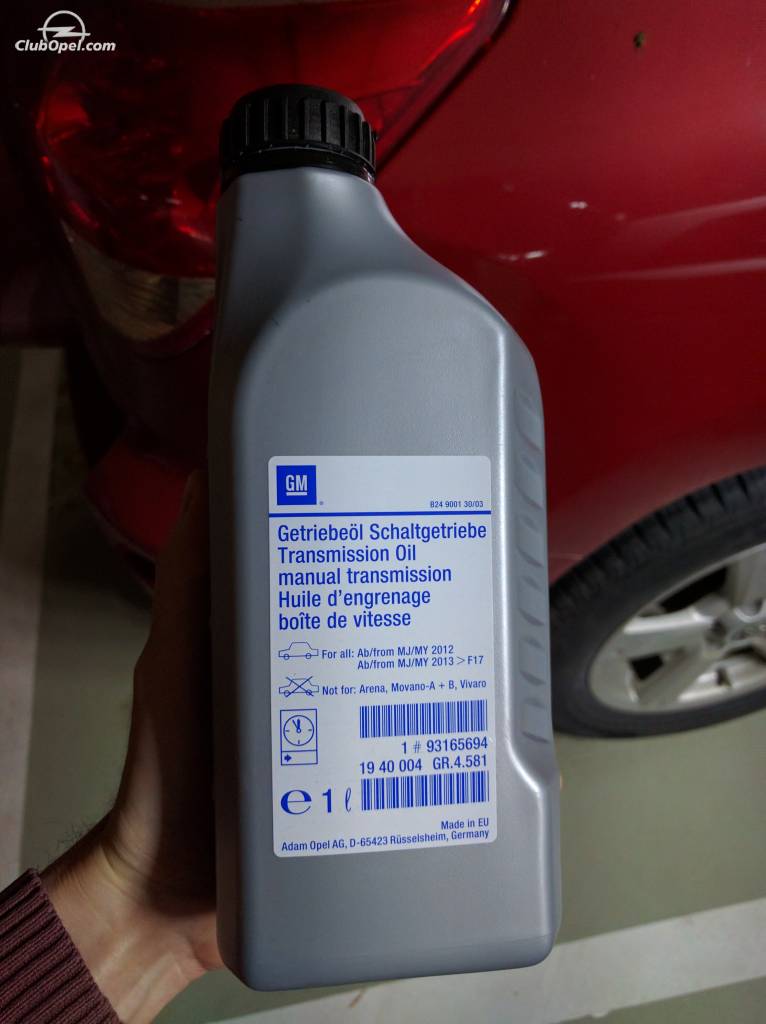 ClubOpel.com
GM
B24 9001 30/03
Getriebeöl Schaltgetriebe
Transmission Oil
manual transmission
Huile d'engrenage
boîte de vitesse
For all: Ab/from MJ/MY 2012
Ab/from MJ/MY 2013 > F17
Not for: Arena, Movano-A + B, Vivaro
1 # 93165694
19 40 004 GR.4.581
e 1 ℓ
Made in EU
Adam Opel AG, D-65423 Rüsselsheim, Germany